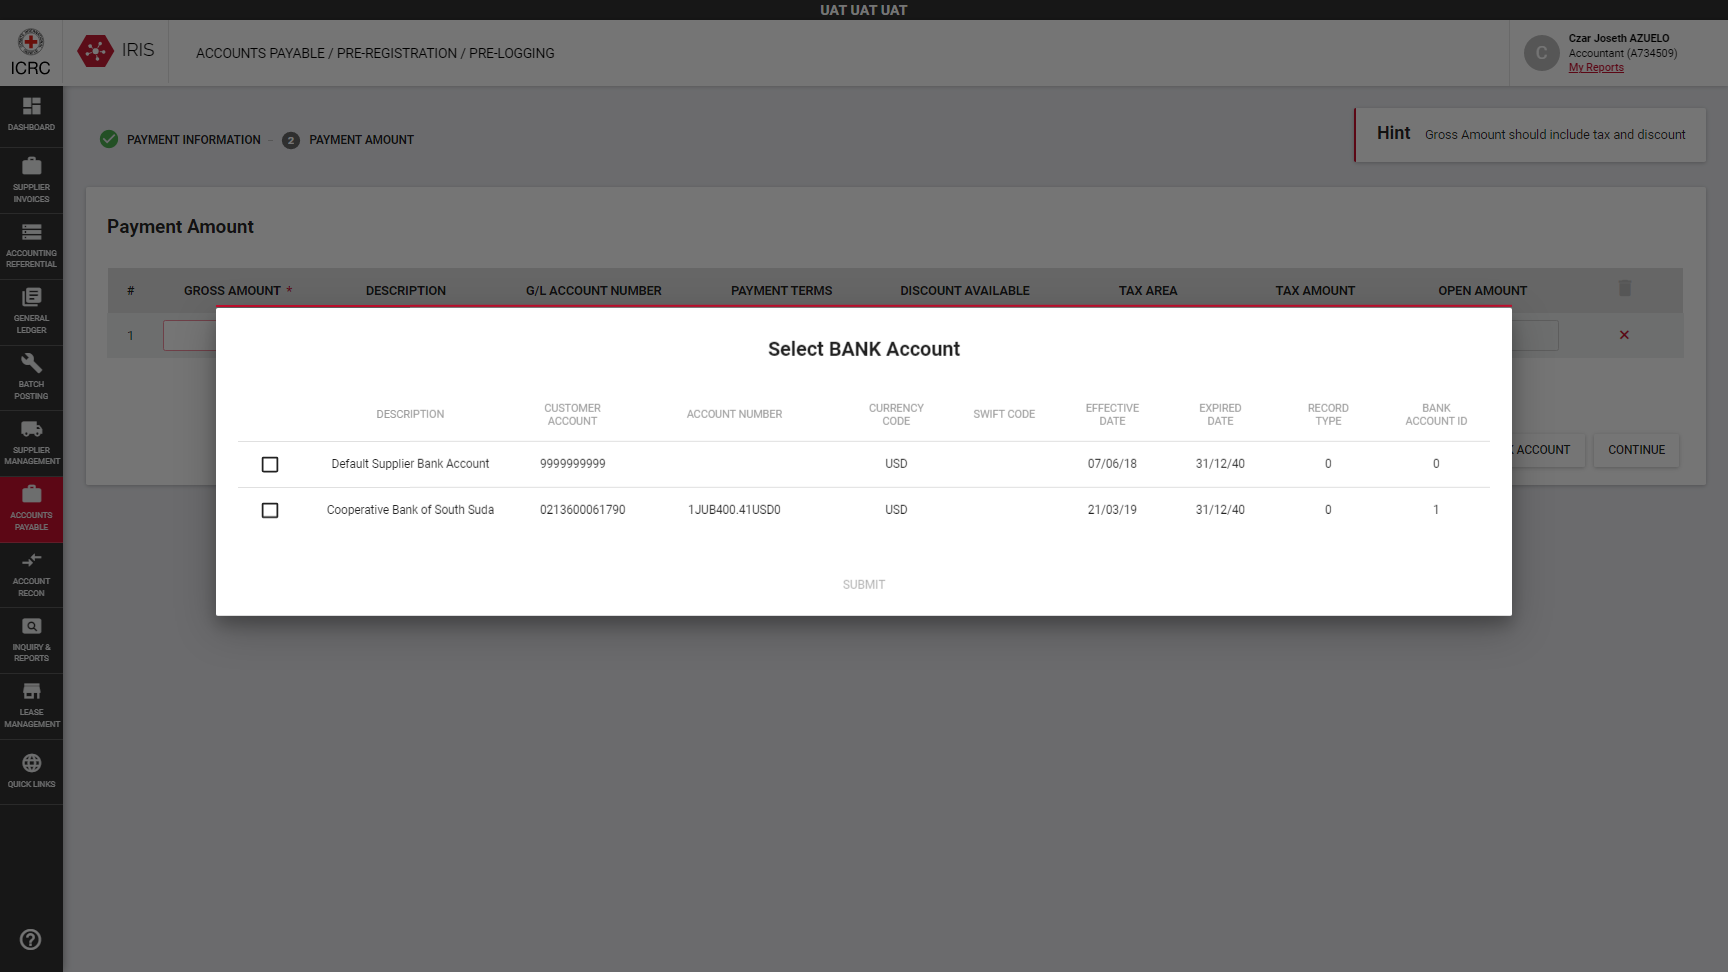 UAT UAT UAT
ICRC
IRIS
ACCOUNTS PAYABLE / PRE-REGISTRATION / PRE-LOGGING
C
Czar Joseth AZUELO
Accountant (A734509)
My Reports
DASHBOARD
SUPPLIER
INVOICES
ACCOUNTING
REFERENTIAL
GENERAL
LEDGER
BATCH
POSTING
SUPPLIER
MANAGEMENT
ACCOUNTS
PAYABLE
ACCOUNT
RECON
INQUIRY &
REPORTS
LEASE
MANAGEMENT
QUICK LINKS
PAYMENT INFORMATION - 2 PAYMENT AMOUNT
Hint Gross Amount should include tax and discount
Payment Amount
# GROSS AMOUNT * DESCRIPTION G/L ACCOUNT NUMBER PAYMENT TERMS DISCOUNT AVAILABLE TAX AREA TAX AMOUNT OPEN AMOUNT
1
ACCOUNT CONTINUE
Select BANK Account
DESCRIPTION CUSTOMER ACCOUNT ACCOUNT NUMBER CURRENCY CODE SWIFT CODE EFFECTIVE DATE EXPIRED DATE RECORD TYPE BANK ACCOUNT ID
Default Supplier Bank Account 9999999999 USD 07/06/18 31/12/40 0 0
Cooperative Bank of South Suda 0213600061790 1JUB400.41USD0 USD 21/03/19 31/12/40 0 1
SUBMIT